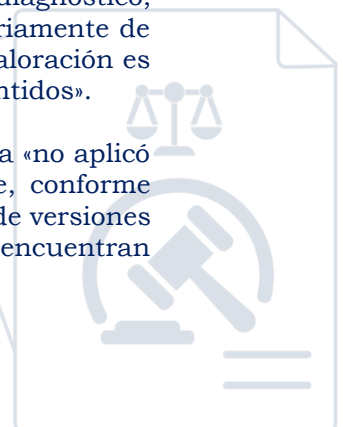 diagnóstico,
riamente de
aloración es
ntidos».
a «no aplicó
e, conforme
de versiones
encuentran